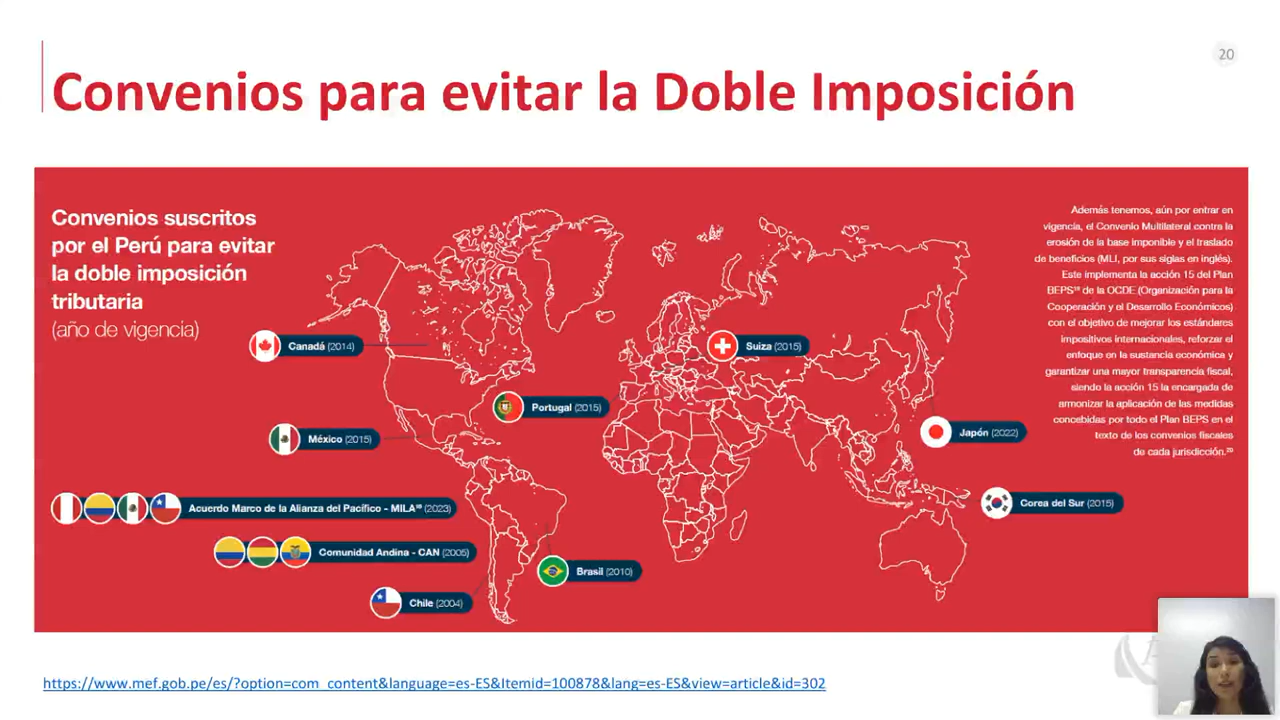 20
Convenios para evitar la Doble Imposición
Convenios suscritos
por el Perú para evitar
la doble imposición
tributaria
(año de vigencia)
Además tenemos, aún por entrar en
vigencia, el Convenio Multilateral contra la
erosión de la base imponible y el traslado
de beneficios (MLI, por sus siglas en inglés).
Este implementa la acción 15 del Plan
BEPS¹⁹ de la OCDE (Organización para la
Cooperación y el Desarrollo Económicos)
con el objetivo de mejorar los estándares
impositivos internacionales, reforzar el
enfoque en la sustancia económica y
garantizar una mayor transparencia fiscal,
siendo la acción 15 la encargada de
armonizar la aplicación de las medidas
concebidas por todo el Plan BEPS en el
texto de los convenios fiscales
de cada jurisdicción.²⁰
Canadá (2014)
Suiza (2015)
Portugal (2015)
México (2015)
Japón (2022)
Corea del Sur (2015)
Acuerdo Marco de la Alianza del Pacífico - MILA¹⁸ (2023)
Comunidad Andina - CAN (2005)
Brasil (2010)
Chile (2004)
https://www.mef.gob.pe/es/?option=com_content&language=es-ES&Itemid=100878&lang=es-ES&view=article&id=302